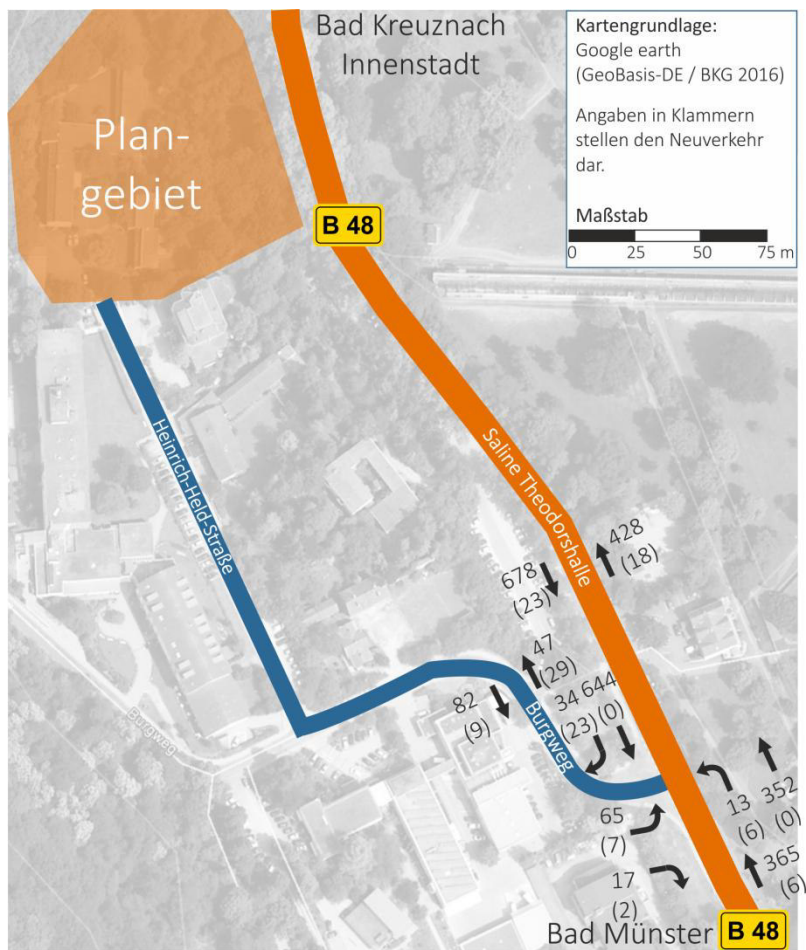 Bad Kreuznach
Innenstadt
Kartengrundlage:
Google earth
(GeoBasis-DE / BKG 2016)
Angaben in Klammern
stellen den Neuverkehr
dar.
Maßstab
0 25 50 75 m
Plan-
gebiet
B 48
Heinrich-Held-Straße
Saline Theodorshalle
428
(18)
678
(23)
47
(29)
82
(9)
34
(23)
644
(0)
Burgweg
Burgweg
65
(7)
17
(2)
13
(6)
352
(0)
365
(6)
Bad Münster
B 48